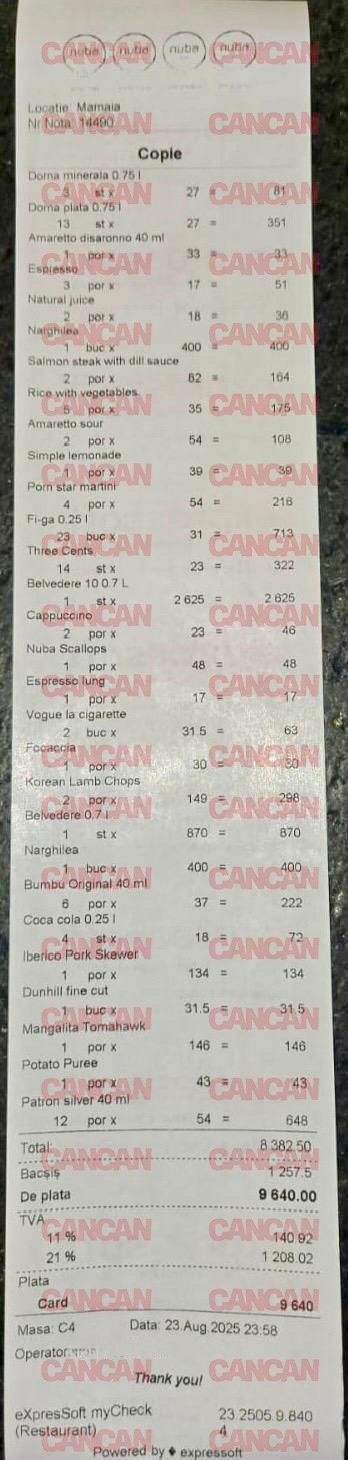 nuba nuba nuba nuba
Locatie: Mamaia
Nr Nota: 14490
Copie
Dorna minerala 0.75 l
3 st x 27 = 81
Dorna plata 0.75 l
13 st x 27 = 351
Amaretto disaronno 40 ml
1 por x 33 = 33
Espresso
3 por x 17 = 51
Natural juice
2 por x 18 = 36
Narghilea
1 buc x 400 = 400
Salmon steak with dill sauce
2 por x 82 = 164
Rice with vegetables
5 por x 35 = 175
Amaretto sour
2 por x 54 = 108
Simple lemonade
1 por x 39 = 39
Porn star martini
4 por x 54 = 216
Fi-ga 0.25 l
23 buc x 31 = 713
Three Cents
14 st x 23 = 322
Belvedere 10 0.7 L
1 st x 2 625 = 2 625
Cappuccino
2 por x 23 = 46
Nuba Scallops
1 por x 48 = 48
Espresso lung
1 por x 17 = 17
Vogue la cigarette
2 buc x 31.5 = 63
Focaccia
1 por x 30 = 30
Korean Lamb Chops
2 por x 149 = 298
Belvedere 0.7 l
1 st x 870 = 870
Narghilea
1 buc x 400 = 400
Bumbu Original 40 ml
6 por x 37 = 222
Coca cola 0.25 l
4 st x 18 = 72
Iberico Pork Skewer
1 por x 134 = 134
Dunhill fine cut
1 buc x 31.5 = 31.5
Mangalita Tomahawk
1 por x 146 = 146
Potato Puree
1 por x 43 = 43
Patron silver 40 ml
12 por x 54 = 648
Total: 8 382.50
Bacșiș 1 257.5
De plata 9 640.00
TVA
11 % 140.92
21 % 1 208.02
Plata
Card 9 640
Masa: C4 Data: 23.Aug.2025 23:58
Operator:
Thank you!
eXpresSoft myCheck 23.2505.9.840
(Restaurant) 4
Powered by ♦ expressoft
CANCAN